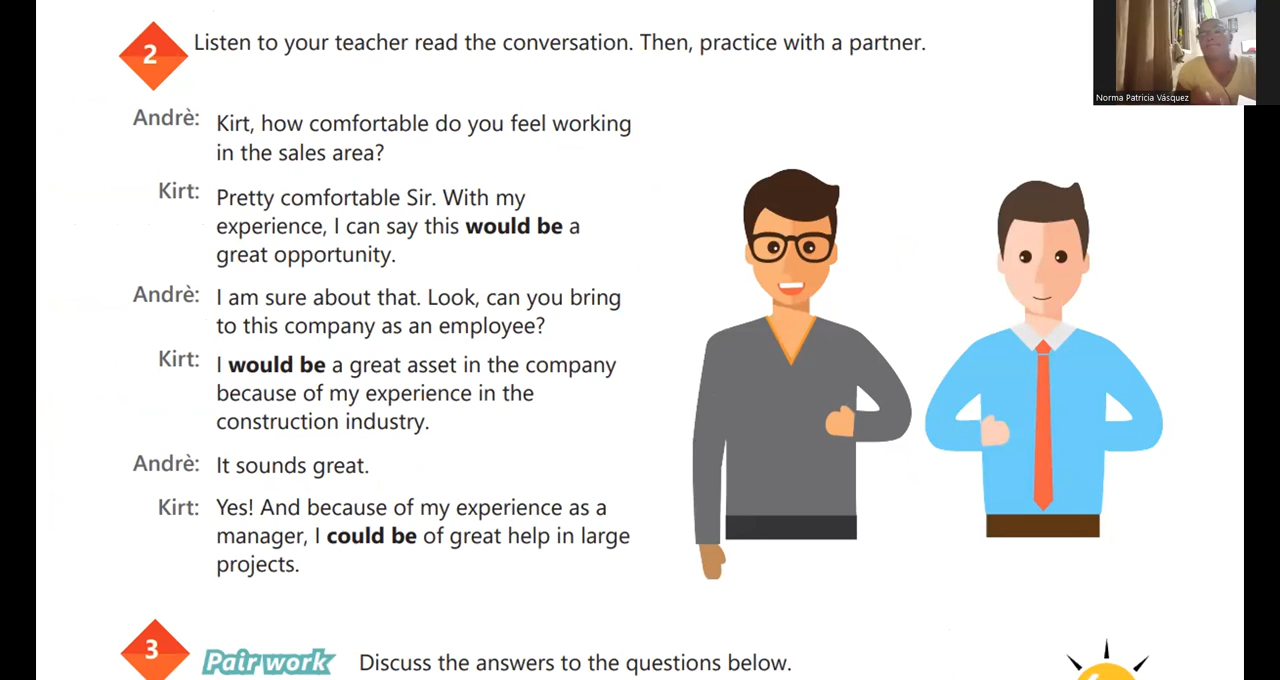 2
Listen to your teacher read the conversation. Then, practice with a partner.
Norma Patricia Vásquez
Andrè: Kirt, how comfortable do you feel working
in the sales area?
Kirt: Pretty comfortable Sir. With my
experience, I can say this would be a
great opportunity.
Andrè: I am sure about that. Look, can you bring
to this company as an employee?
Kirt: I would be a great asset in the company
because of my experience in the
construction industry.
Andrè: It sounds great.
Kirt: Yes! And because of my experience as a
manager, I could be of great help in large
projects.
3
Pair work Discuss the answers to the questions below.